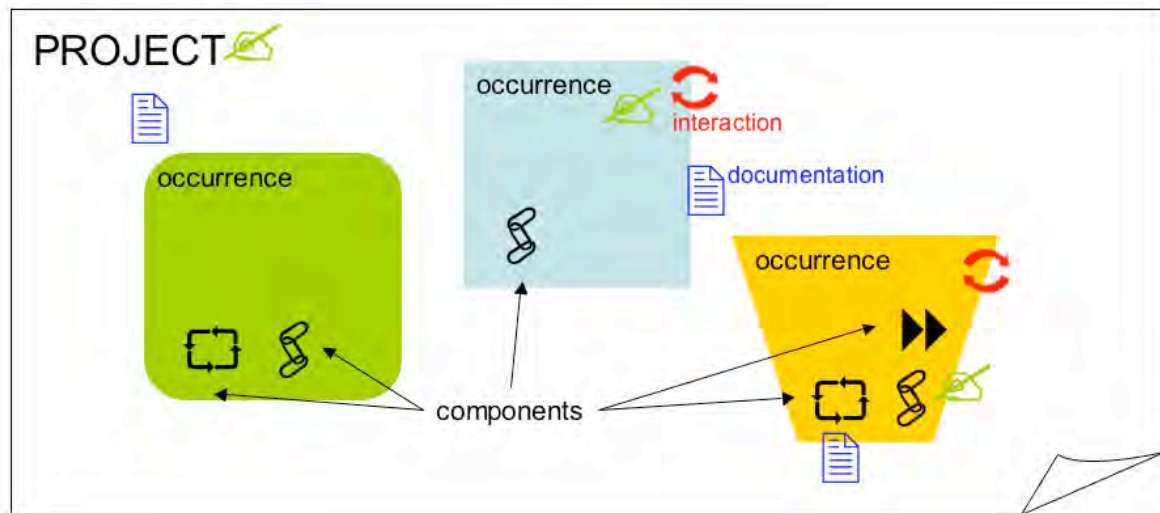 PROJECT
occurrence
interaction
documentation
occurrence
occurrence
components